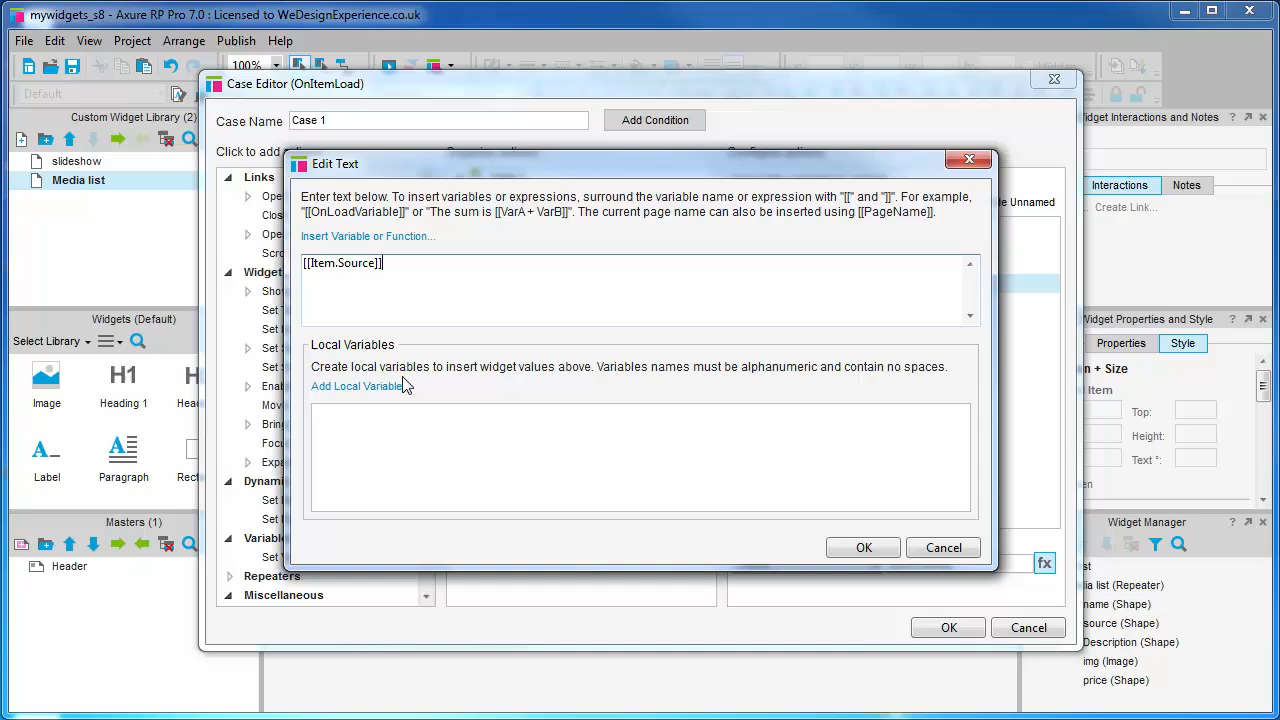 mywidgets_s8 - Axure RP Pro 7.0 : Licensed to WeDesignExperience.co.uk
File Edit View Project Arrange Publish Help
100%
Default
Custom Widget Library (2)
slideshow
Media list
Widgets (Default)
Select Library
Image
Heading 1
Label
Paragraph
Masters (1)
Header
Case Editor (OnItemLoad)
Case Name Case 1 Add Condition
Links
Widget
Dynami
Variab
Repeaters
Miscellaneous
OK Cancel
Edit Text
Enter text below. To insert variables or expressions, surround the variable name or expression with "[[" and "]]". For example,
"[[OnLoadVariable]]" or "The sum is [[VarA + VarB]]". The current page name can also be inserted using [[PageName]].
Insert Variable or Function...
[[Item.Source]]
Local Variables
Create local variables to insert widget values above. Variables names must be alphanumeric and contain no spaces.
Add Local Variable
OK Cancel
fx
Unnamed
Widget Interactions and Notes
Interactions Notes
Create Link...
Widget Properties and Style
Properties Style
+ Size
Item
Top:
Height:
Text °:
Widget Manager
list (Repeater)
name (Shape)
source (Shape)
Description (Shape)
img (Image)
price (Shape)